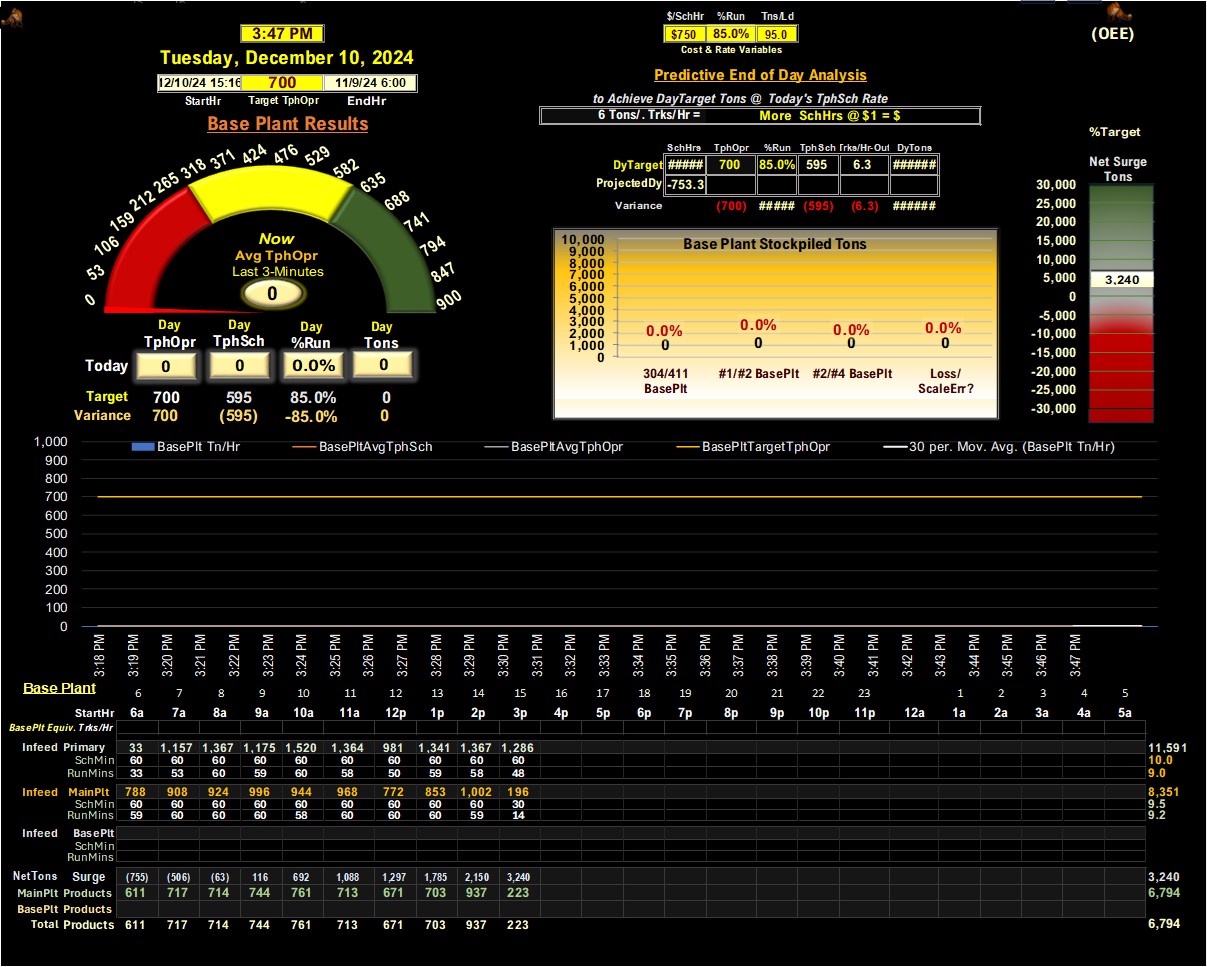 $/SchHr %Run Tns/Ld
3:47 PM
$750 85.0% 95.0
(OEE)
Cost & Rate Variables
Tuesday, December 10, 2024
Predictive End of Day Analysis
12/10/24 15:16 700 11/9/24 6:00
StartHr Target TphOpr EndHr
to Achieve DayTarget Tons @ Today's TphSch Rate
6 Tons/. Trks/Hr = More SchHrs @ $1 = $
Base Plant Results
%Target
SchHrs TphOpr %Run TphSch Trks/Hr-Out DyTons
DyTarget ##### 700 85.0% 595 6.3 ######
ProjectedDy -753.3
Variance (700) ##### (595) (6.3) ######
Net Surge
Tons
30,000
25,000
20,000
15,000
10,000
5,000
3,240
0
-5,000
-10,000
-15,000
-20,000
-25,000
-30,000
0 53 106 159 212 265 318 371 424 476 529 582 635 688 741 794 847 900
Now
Avg TphOpr
Last 3-Minutes
0
Base Plant Stockpiled Tons
10,000
9,000
8,000
7,000
6,000
5,000
4,000
3,000
2,000
1,000
0
0.0% 0.0% 0.0% 0.0%
0 0 0 0
304/411 BasePlt
#1/#2 BasePlt
#2/#4 BasePlt
Loss/ ScaleErr?
Day Day Day Day
TphOpr TphSch %Run Tons
Today 0 0 0.0% 0
Target 700 595 85.0% 0
Variance 700 (595) -85.0% 0
BasePlt Tn/Hr BasePltAvgTphSch BasePltAvgTphOpr BasePltTargetTphOpr 30 per. Mov. Avg. (BasePlt Tn/Hr)
1,000
900
800
700
600
500
400
300
200
100
0
3:18 PM 3:19 PM 3:20 PM 3:21 PM 3:22 PM 3:23 PM 3:24 PM 3:25 PM 3:26 PM 3:27 PM 3:28 PM 3:29 PM 3:30 PM 3:31 PM 3:32 PM 3:33 PM 3:34 PM 3:35 PM 3:36 PM 3:37 PM 3:38 PM 3:39 PM 3:40 PM 3:41 PM 3:42 PM 3:43 PM 3:44 PM 3:45 PM 3:46 PM 3:47 PM
Base Plant 6 7 8 9 10 11 12 13 14 15 16 17 18 19 20 21 22 23 1 2 3 4 5
StartHr 6a 7a 8a 9a 10a 11a 12p 1p 2p 3p 4p 5p 6p 7p 8p 9p 10p 11p 12a 1a 2a 3a 4a 5a
BasePlt Equiv. Trks/Hr
Infeed Primary 33 1,157 1,367 1,175 1,520 1,364 981 1,341 1,367 1,286 11,591
SchMin 60 60 60 60 60 60 60 60 60 60 10.0
RunMins 33 53 60 59 60 58 50 59 58 48 9.0
Infeed MainPlt 788 908 924 996 944 968 772 853 1,002 196 8,351
SchMin 60 60 60 60 60 60 60 60 60 30 9.5
RunMins 59 60 60 60 58 60 60 60 59 14 9.2
Infeed BasePlt
SchMin
RunMins
NetTons Surge (755) (506) (63) 116 692 1,088 1,297 1,785 2,150 3,240 3,240
MainPlt Products 611 717 714 744 761 713 671 703 937 223 6,794
BasePlt Products
Total Products 611 717 714 744 761 713 671 703 937 223 6,794